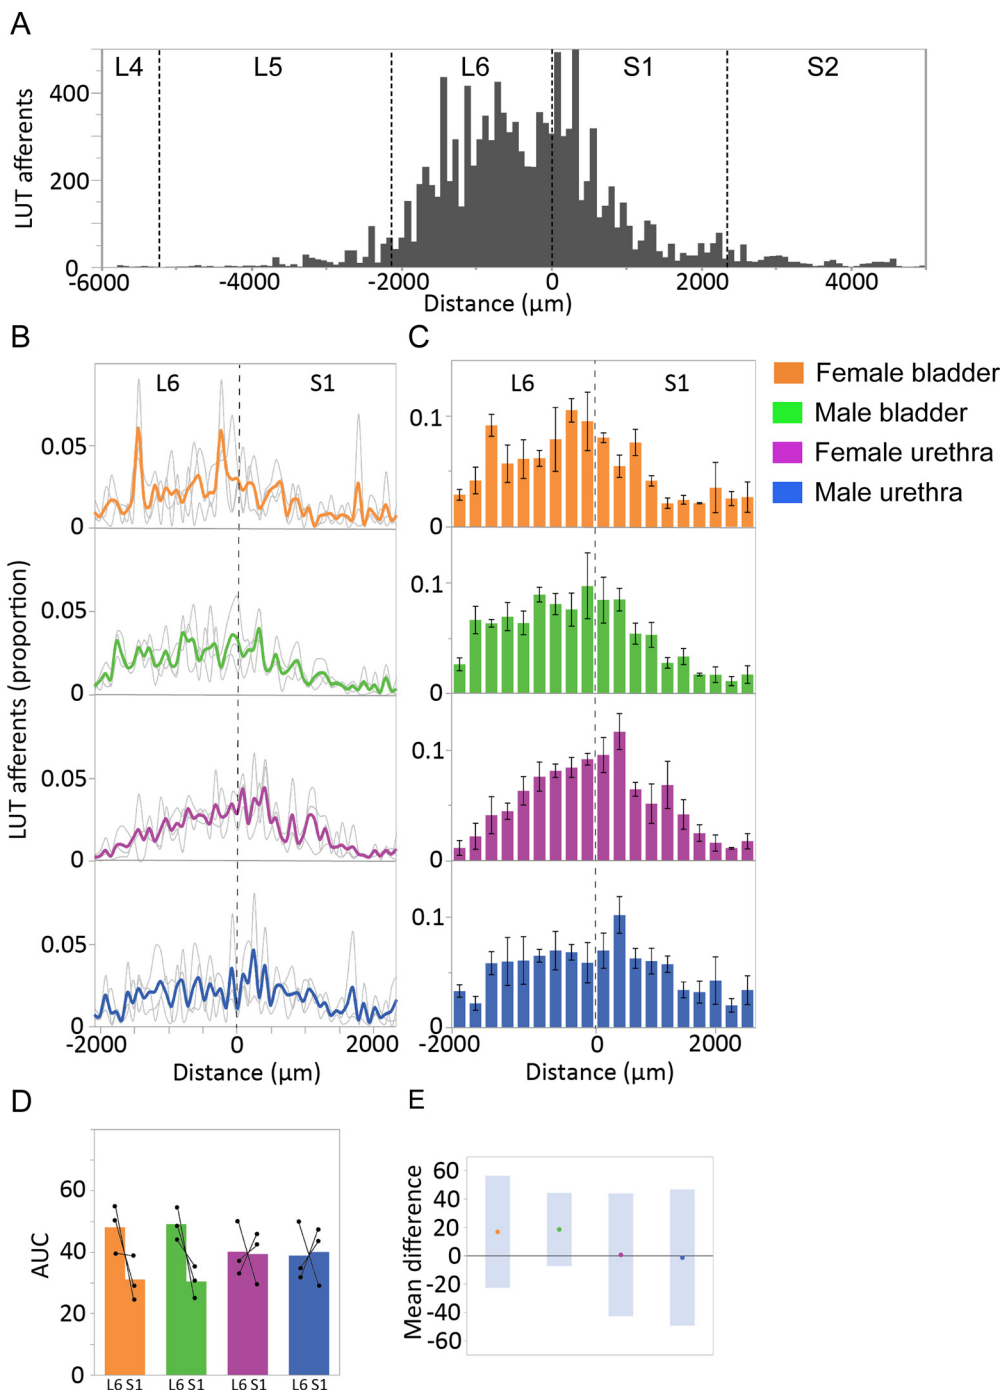 A
L4 L5 L6 S1 S2
400
200
0
LUT afferents
-6000 -4000 -2000 0 2000 4000
Distance (µm)
B
L6 S1
0.05
0
0.05
0
0.05
0
0.05
0
LUT afferents (proportion)
-2000 0 2000
Distance (µm)
C
L6 S1
0.1
0
0.1
0
0.1
0
0.1
0
-2000 0 2000
Distance (µm)
Female bladder
Male bladder
Female urethra
Male urethra
D
60
40
20
0
AUC
L6 S1 L6 S1 L6 S1 L6 S1
E
60
40
20
0
-20
-40
-60
Mean difference